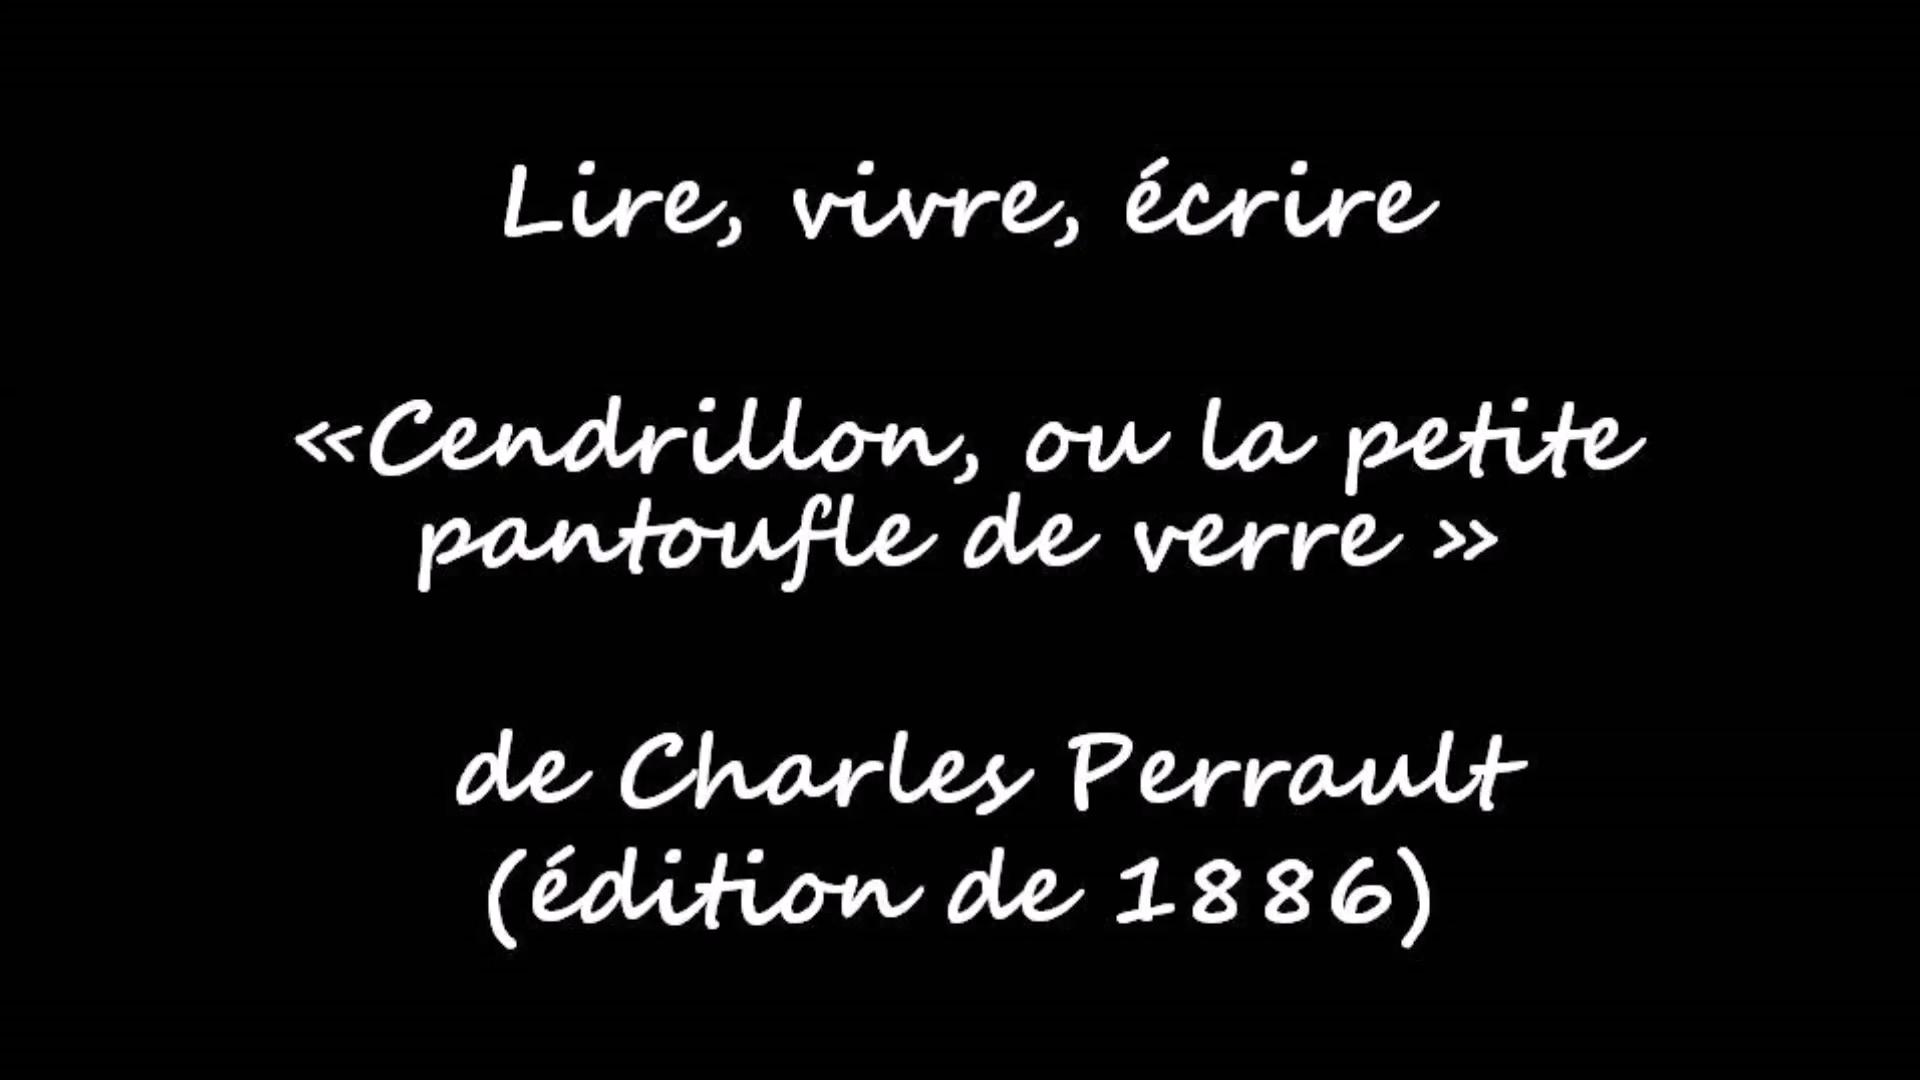 Lire, vivre, écrire
«Cendrillon, ou la petite
pantoufle de verre »
de Charles Perrault
(édition de 1886)